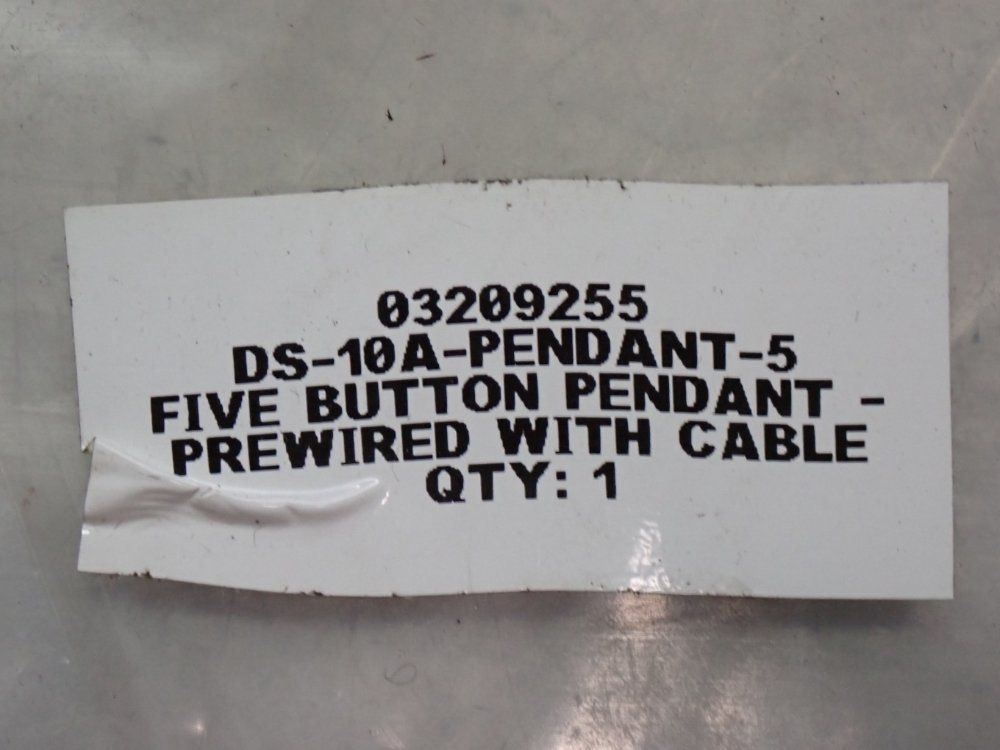 03209255
DS-10A-PENDANT-5
FIVE BUTTON PENDANT -
PREWIRED WITH CABLE
QTY: 1